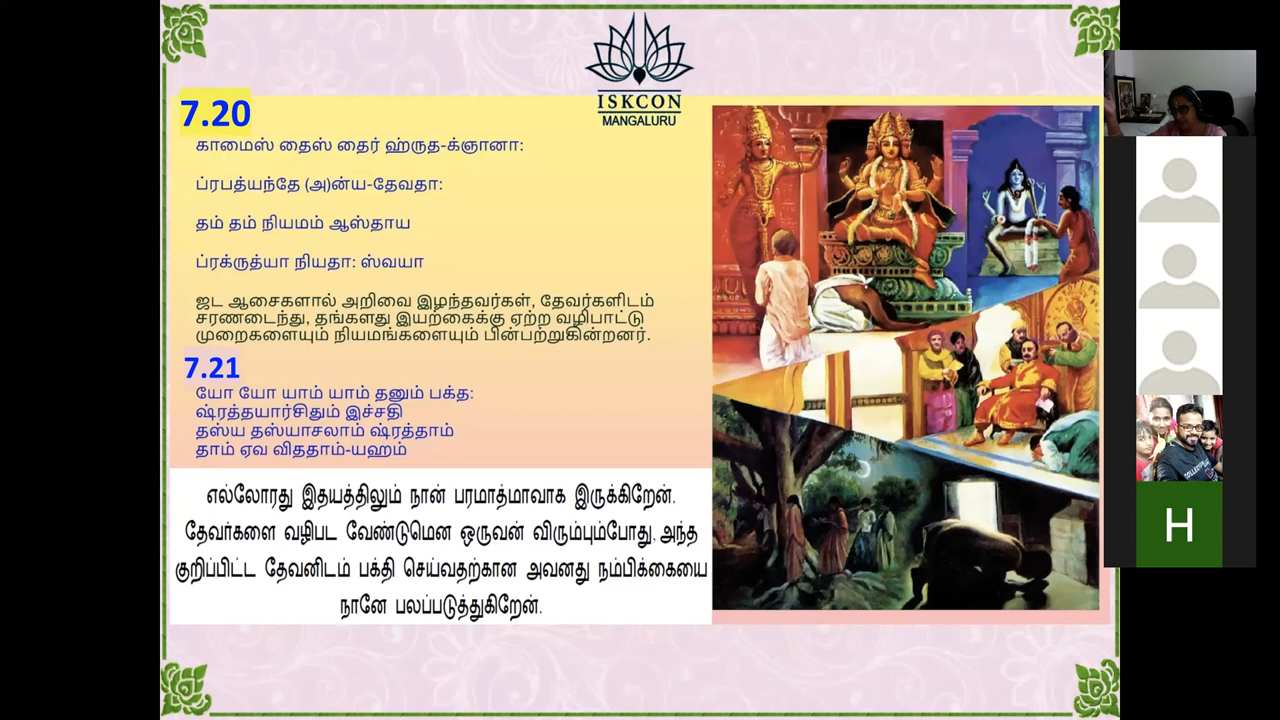 ISKCON
MANGALURU
7.20
காமைஸ் தைஸ் தைர் ஹ்ருத-க்ஞானா:
ப்ரபத்யந்தே (அ)ன்ய-தேவதா:
தம் தம் நியமம் ஆஸ்தாய
ப்ரக்ருத்யா நியதா: ஸ்வயா
ஜட ஆசைகளால் அறிவை இழந்தவர்கள், தேவர்களிடம்
சரணடைந்து, தங்களது இயற்கைக்கு ஏற்ற வழிபாட்டு
முறைகளையும் நியமங்களையும் பின்பற்றுகின்றனர்.
7.21
யோ யோ யாம் யாம் தனும் பக்த:
ஷ்ரத்தயார்சிதும் இச்சதி
தஸ்ய தஸ்யாசலாம் ஷ்ரத்தாம்
தாம் ஏவ விததாம்-யஹம்
எல்லோரது இதயத்திலும் நான் பரமாத்மாவாக இருக்கிறேன்.
தேவர்களை வழிபட வேண்டுமென ஒருவன் விரும்பும்போது, அந்த
குறிப்பிட்ட தேவனிடம் பக்தி செய்வதற்கான அவனது நம்பிக்கையை
நானே பலப்படுத்துகிறேன்.
H